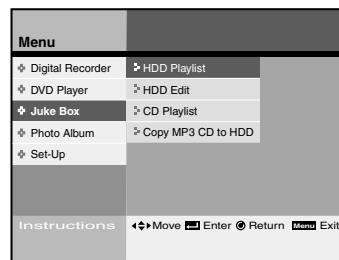 Menu
Digital Recorder
DVD Player
Juke Box
Photo Album
Set-Up
HDD Playlist
HDD Edit
CD Playlist
Copy MP3 CD to HDD
Instructions
Move Enter Return Menu Exit